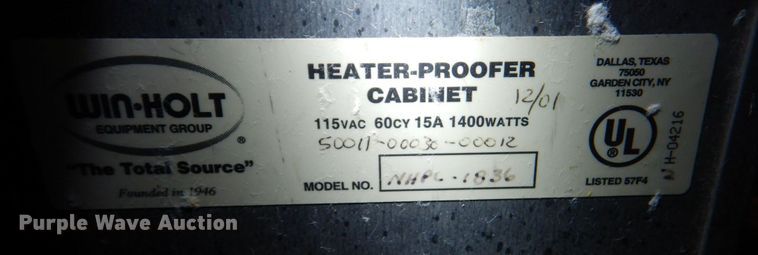 WIN-HOLT
EQUIPMENT GROUP
®
"The Total Source"
Founded in 1946
HEATER-PROOFER
CABINET
12/01
115VAC 60CY 15A 1400WATTS
50011-00030-00012
MODEL NO. NHPC-1836
DALLAS, TEXAS
75050
GARDEN CITY, NY
11530
UL
®
LISTED 57F4
H-04216
Purple Wave Auction